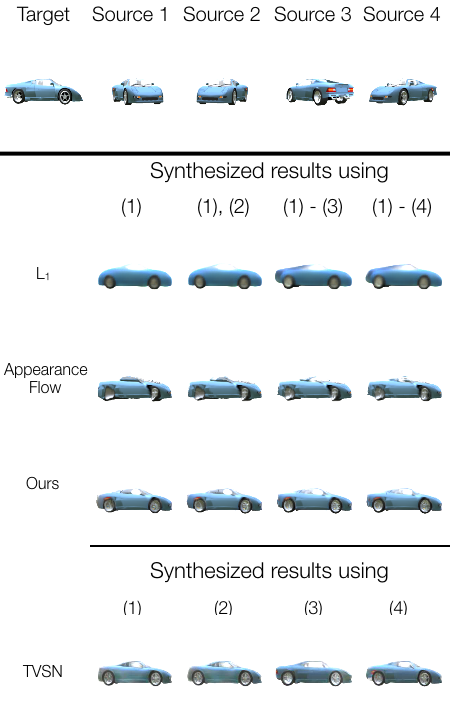 Target Source 1 Source 2 Source 3 Source 4
Synthesized results using
(1) (1), (2) (1) - (3) (1) - (4)
L₁
Appearance
Flow
Ours
Synthesized results using
(1) (2) (3) (4)
TVSN